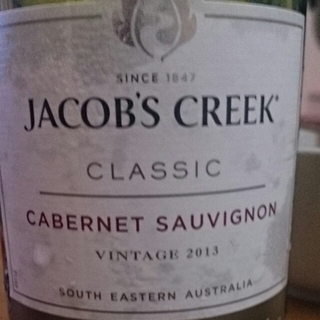 SINCE 1847
JACOB'S CREEK®
CLASSIC
CABERNET SAUVIGNON
VINTAGE 2013
SOUTH EASTERN AUSTRALIA